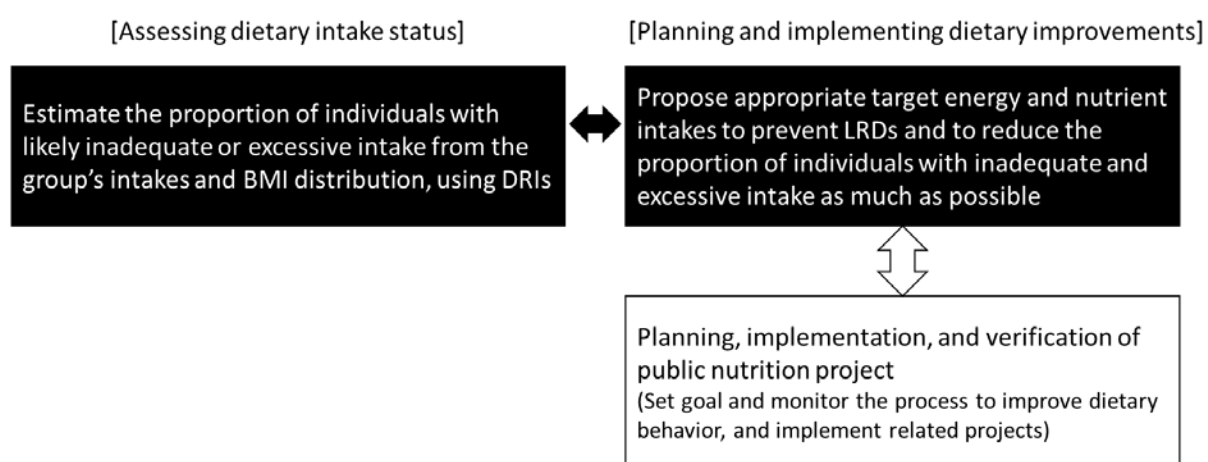 [Assessing dietary intake status]
[Planning and implementing dietary improvements]
Estimate the proportion of individuals with
likely inadequate or excessive intake from the
group's intakes and BMI distribution, using DRIs
Propose appropriate target energy and nutrient
intakes to prevent LRDs and to reduce the
proportion of individuals with inadequate and
excessive intake as much as possible
Planning, implementation, and verification of
public nutrition project
(Set goal and monitor the process to improve dietary
behavior, and implement related projects)